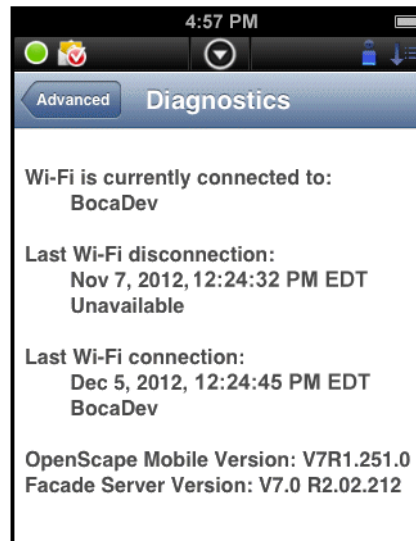 4:57 PM
Advanced
Diagnostics
Wi-Fi is currently connected to:
BocaDev
Last Wi-Fi disconnection:
Nov 7, 2012, 12:24:32 PM EDT
Unavailable
Last Wi-Fi connection:
Dec 5, 2012, 12:24:45 PM EDT
BocaDev
OpenScape Mobile Version: V7R1.251.0
Facade Server Version: V7.0 R2.02.212